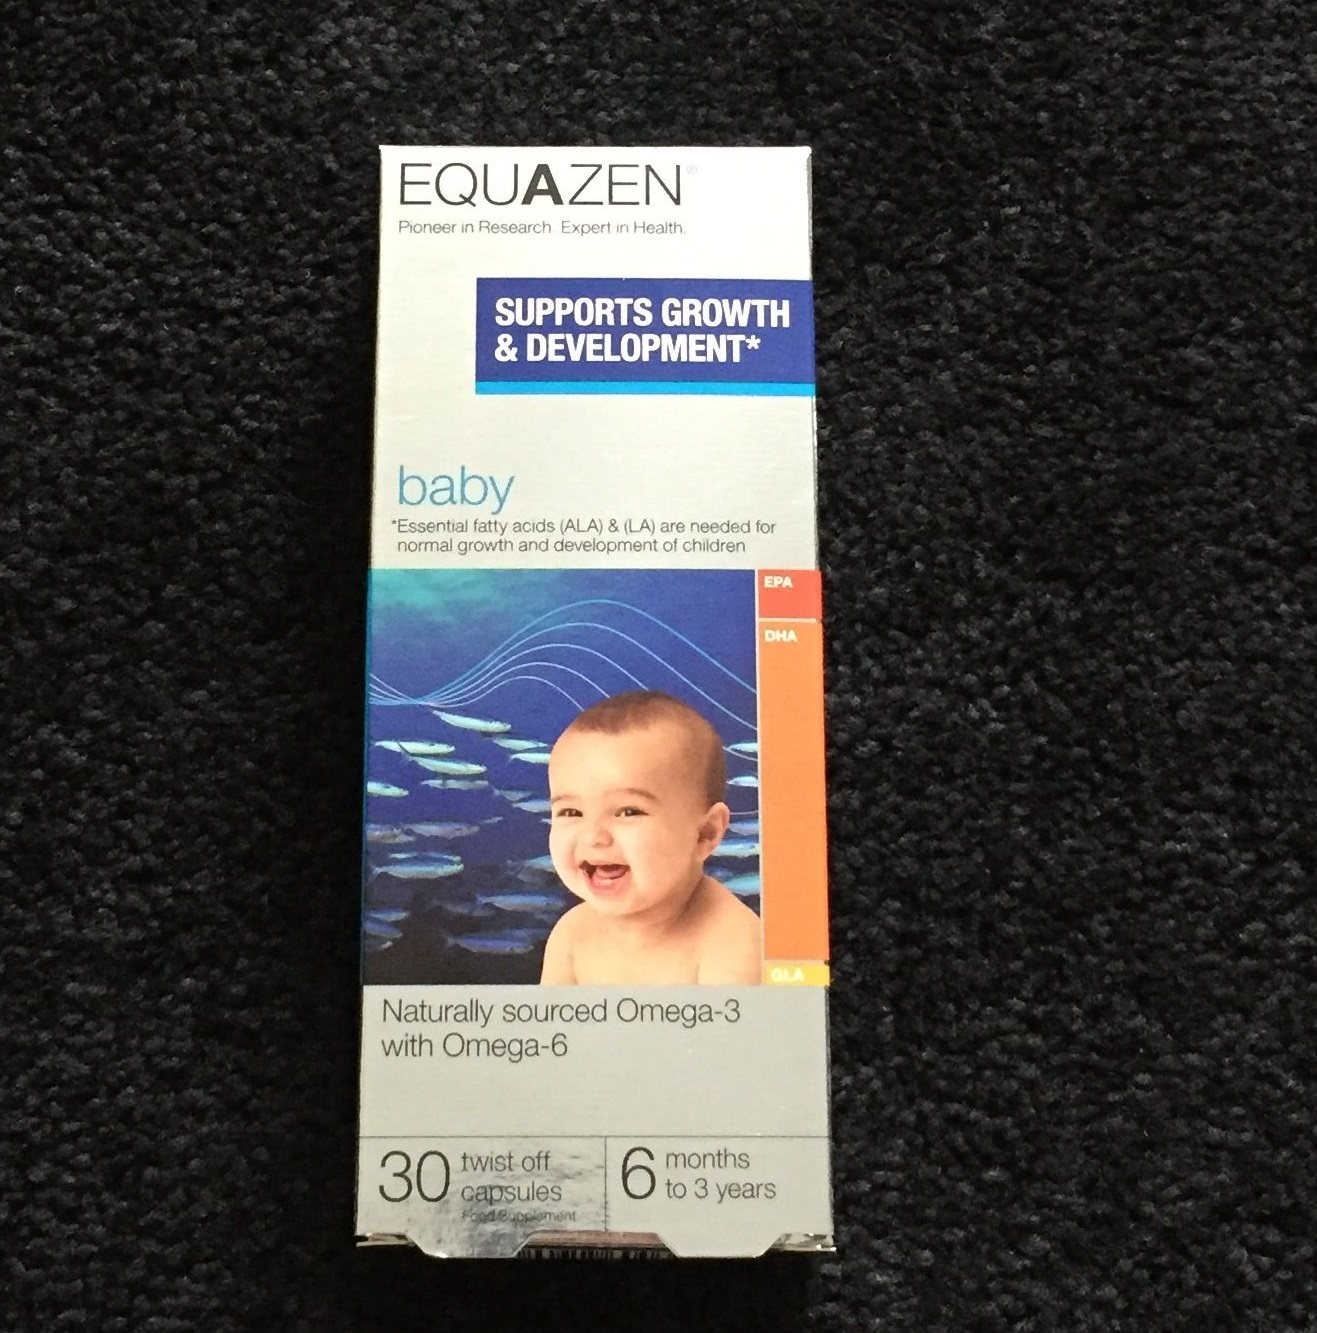 EQUAZEN®
Pioneer in Research. Expert in Health.
SUPPORTS GROWTH
& DEVELOPMENT*
baby
*Essential fatty acids (ALA) & (LA) are needed for
normal growth and development of children
EPA
DHA
GLA
Naturally sourced Omega-3
with Omega-6
30 twist off
capsules
Food Supplement
6 months
to 3 years